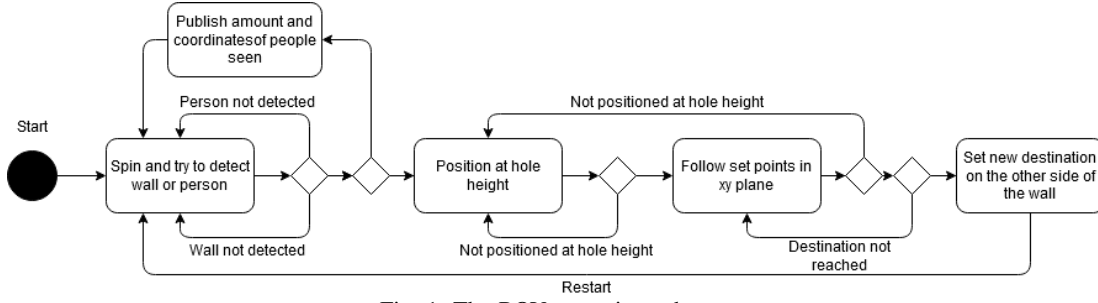 Publish amount and
coordinatesof people
seen
Person not detected
Not positioned at hole height
Start
Spin and try to detect
wall or person
Position at hole
height
Follow set points in
xy plane
Set new destination
on the other side of
the wall
Wall not detected
Not positioned at hole height
Destination not
reached
Restart